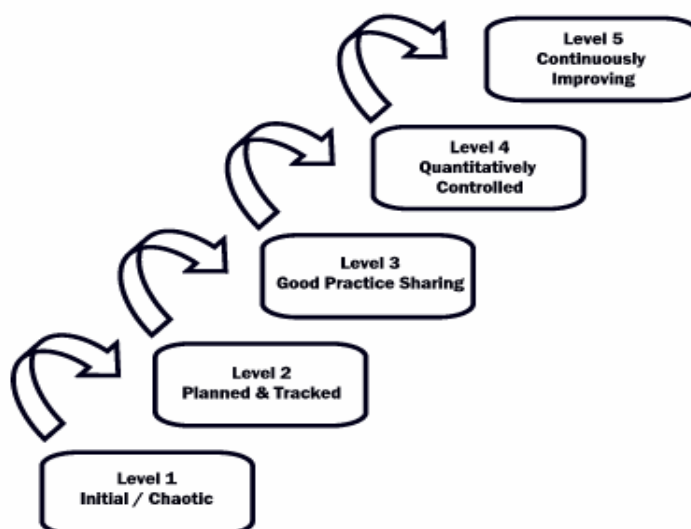 Level 5
Continuously
Improving
Level 4
Quantitatively
Controlled
Level 3
Good Practice Sharing
Level 2
Planned & Tracked
Level 1
Initial / Chaotic